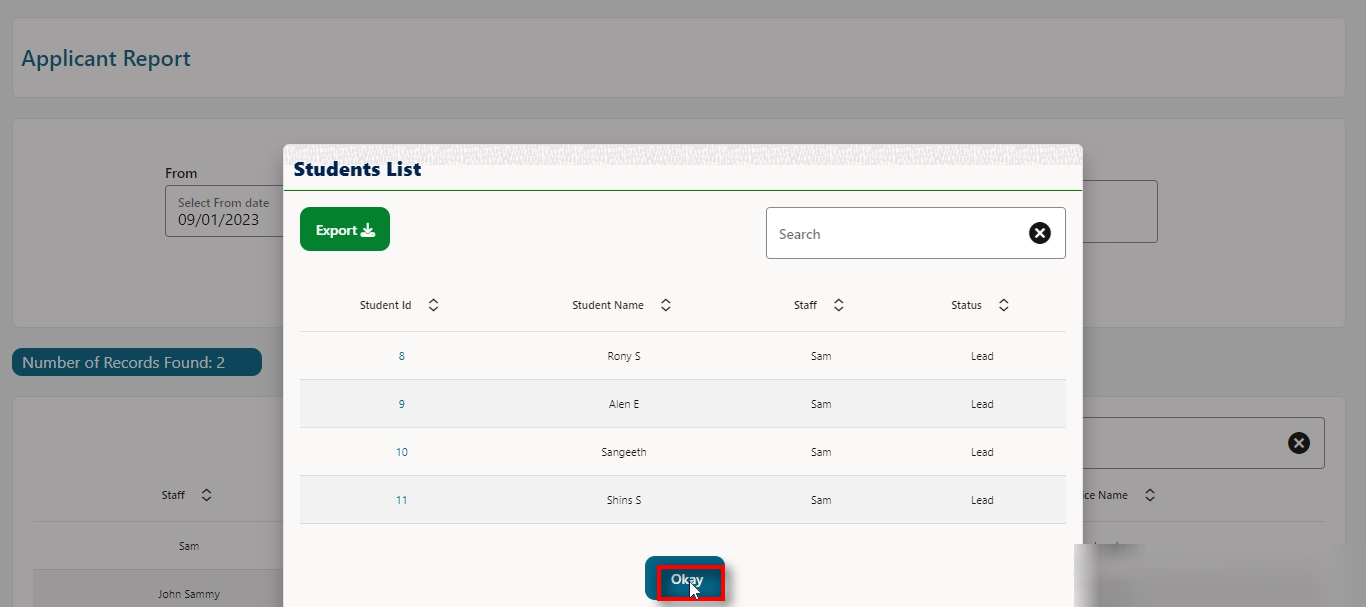 Applicant Report
From
Select From date
09/01/2023
Students List
Export
Search
Student Id Student Name Staff Status
8 Rony S Sam Lead
9 Alen E Sam Lead
10 Sangeeth Sam Lead
11 Shins S Sam Lead
Okay
Number of Records Found: 2
Staff Name
Sam
John Sammy